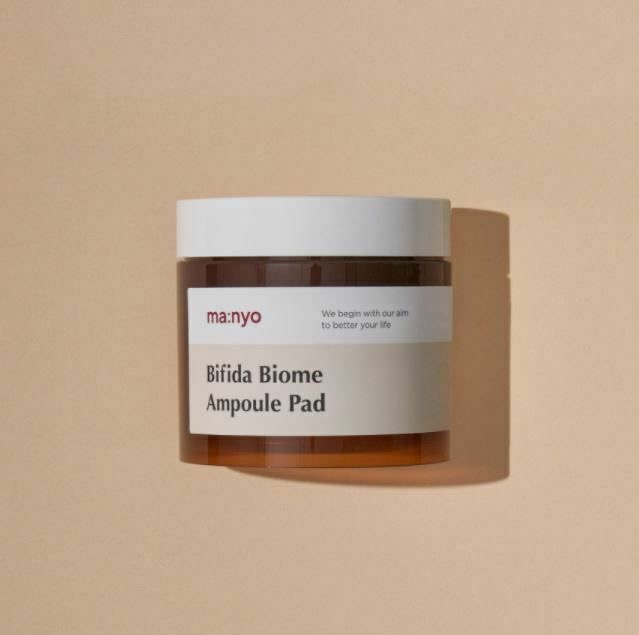 ma:nyo
We begin with our aim
to better your life
Bifida Biome
Ampoule Pad